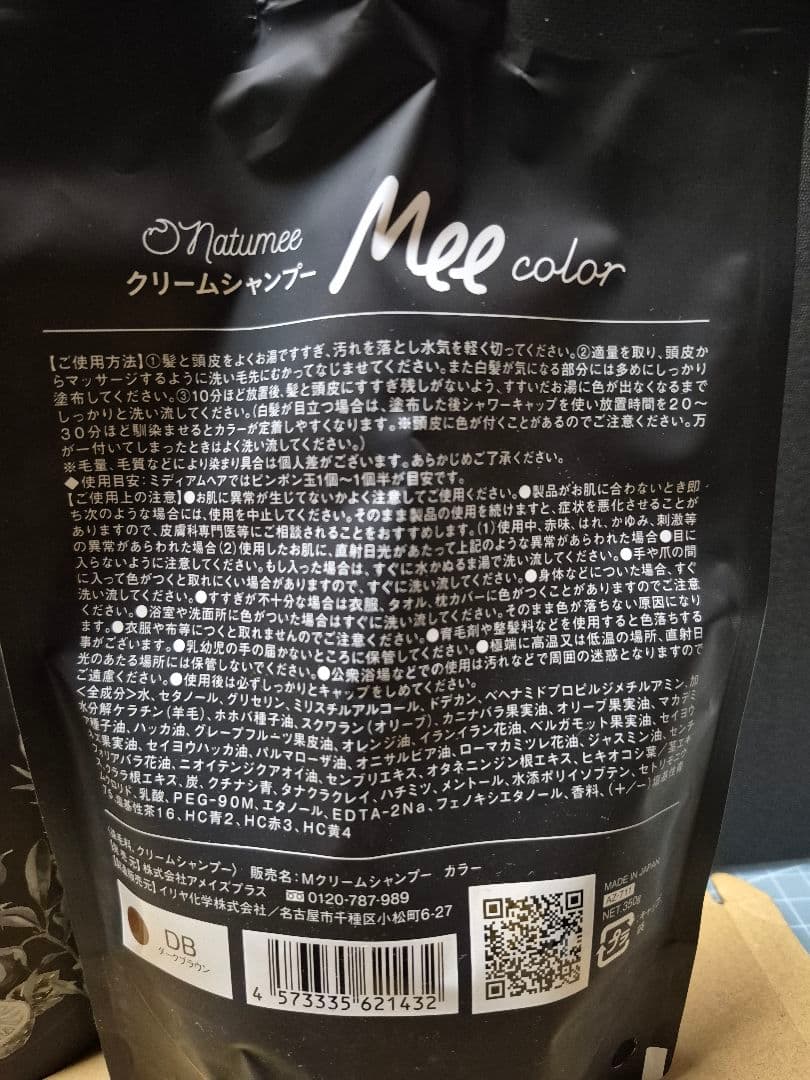 Natumee
クリームシャンプー
Mee color
【ご使用方法】①髪と頭皮をよくお湯ですすぎ、汚れを落とし水気を軽く切ってください。②適量を取り、頭皮か
らマッサージするように洗い毛先にむかってなじませてください。また白髪が気になる部分には多めにしっかり
塗布してください。③10分ほど放置後、髪と頭皮にすすぎ残しがないよう、すすいだお湯に色が出なくなるまで
しっかりと洗い流してください。(白髪が目立つ場合は、塗布した後シャワーキャップを使い放置時間を20〜
30分ほど馴染ませるとカラーが定着しやすくなります。※頭皮に色が付くことがあるのでご注意ください。万
が一付いてしまったときはよく洗い流してください。)
※毛量、毛質などにより染まり具合は個人差がございます。あらかじめご了承ください。
◆使用目安:ミディアムヘアではピンポン玉1個〜1個半が目安です。
【ご使用上の注意】●お肌に異常が生じてないかよく注意してご使用ください。●製品がお肌に合わないとき即
ち次のような場合には、使用を中止してください。そのまま製品の使用を続けますと、症状を悪化させることが
ありますので、皮膚科専門医等にご相談されることをおすすめします。(1)使用中、赤味、はれ、かゆみ、刺激等
の異常があらわれた場合(2)使用したお肌に、直射日光があたって上記のような異常があらわれた場合●目に
入らないように注意してください。もし入った場合は、すぐに水かぬるま湯で洗い流してください。●手や爪の間
に入って色がつくと取れにくい場合がありますので、すぐに洗い流してください。●身体などについた場合、すぐ
洗い流してください。●すすぎが不十分な場合は衣服、タオル、枕カバーに色がつくことがありますのでご注意
ください。●浴室や洗面所に色がついた場合はすぐに洗い流してください。そのまま色が落ちない原因になり
ます。●衣服や布等につくと取れませんのでご注意ください。●育毛剤や整髪料などを使用すると色落ちする
事がございます。●乳幼児の手の届かないところに保管してください。●極端に高温又は低温の場所、直射日
光のあたる場所には保管しないでください。●公衆浴場などでの使用は汚れなどで周囲の迷惑となりますので
ご遠慮ください。●使用後は必ずしっかりとキャップをしめてください。
<全成分>水、セタノール、グリセリン、ミリスチルアルコール、ドデカン、ベヘナミドプロピルジメチルアミン、加
水分解ケラチン(羊毛)、ホホバ種子油、スクワラン(オリーブ)、カニナバラ果実油、オリーブ果実油、マカデミ
ア種子油、ハッカ油、グレープフルーツ果皮油、オレンジ油、イランイラン花油、ベルガモット果実油、セイヨウ
ネズ果実油、セイヨウハッカ油、パルマローザ油、オニサルビア油、ローマカミツレ花油、ジャスミン油、センチ
フォリアバラ花油、ニオイテンジクアオイ油、センブリエキス、オタネニンジン根エキス、ヒキオコシ葉/茎エキ
ムクララ根エキス、炭、クチナシ青、タナクラクレイ、ハチミツ、メントール、水添ポリイソブテン、セトリモニウ
ムクロリド、乳酸、PEG-90M、エタノール、EDTA-2Na、フェノキシエタノール、香料、(+/−)塩基性青
75、塩基性茶16、HC青2、HC赤3、HC黄4
〈染毛料、クリームシャンプー〉 販売名:Mクリームシャンプー カラー
【発売元】株式会社アメイズプラス 0120-787-989
【製造販売元】イリヤ化学株式会社/名古屋市千種区小松町6-27
DB
ダークブラウン
4 573335 621432
MADE IN JAPAN
AZ-711
NET.350g
プラ
キャップ、袋